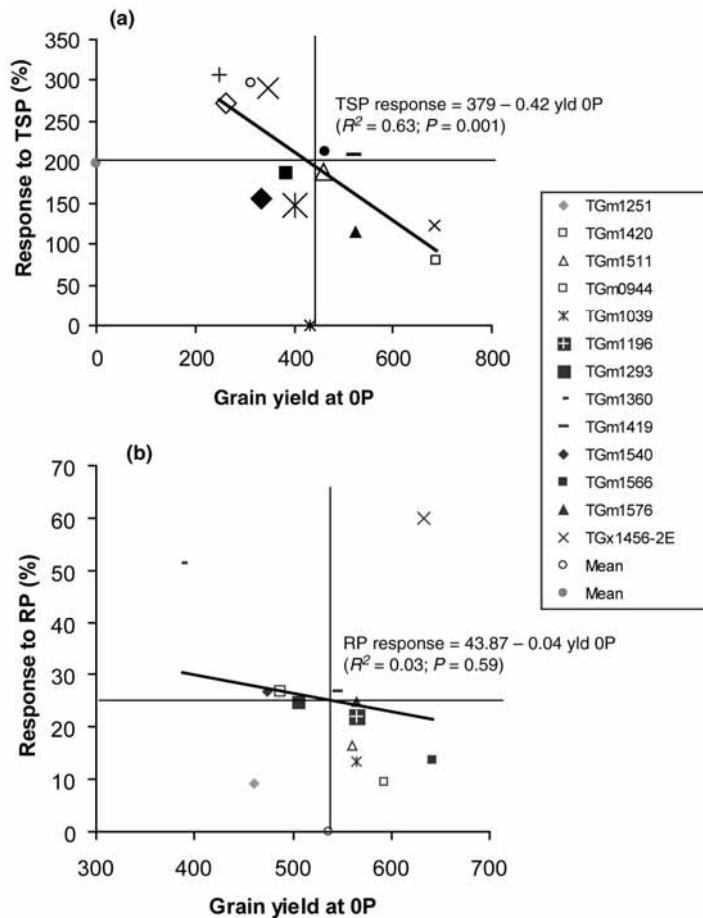 (a)
350
300
250
200
150
100
50
0
Response to TSP (%)
TSP response = 379 – 0.42 yld 0P
(R² = 0.63; P = 0.001)
0 200 400 600 800
Grain yield at 0P
TGm1251
TGm1420
TGm1511
TGm0944
TGm1039
TGm1196
TGm1293
TGm1360
TGm1419
TGm1540
TGm1566
TGm1576
TGx1456-2E
Mean
Mean
(b)
70
60
50
40
30
20
10
0
Response to RP (%)
RP response = 43.87 – 0.04 yld 0P
(R² = 0.03; P = 0.59)
300 400 500 600 700
Grain yield at 0P